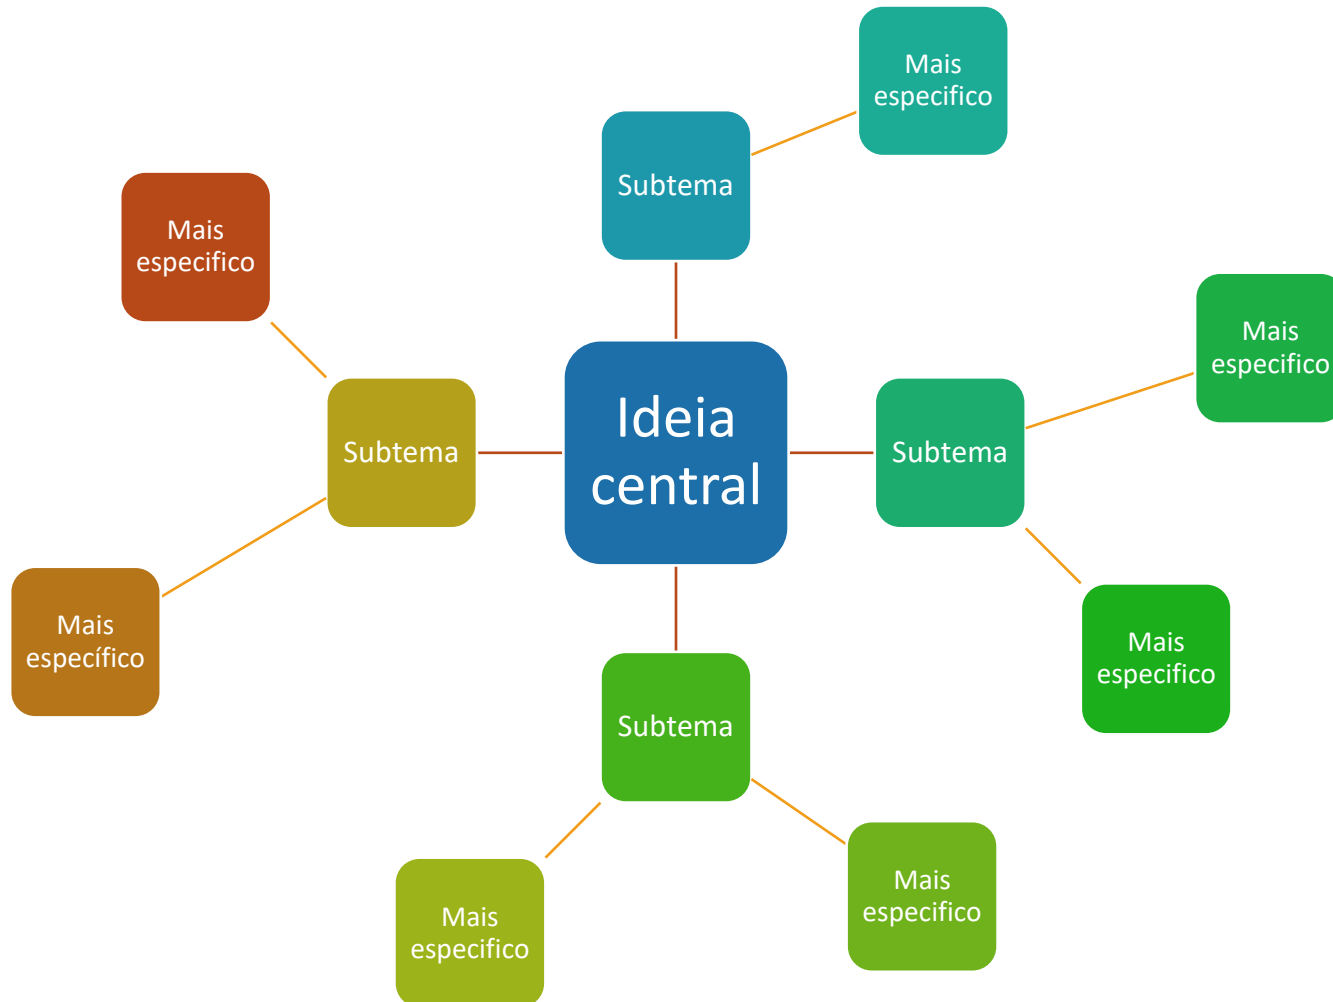 Mais
especifico
Subtema
Mais
especifico
Mais
especifico
Subtema
Ideia
central
Subtema
Mais
específico
Mais
especifico
Subtema
Mais
especifico
Mais
especifico